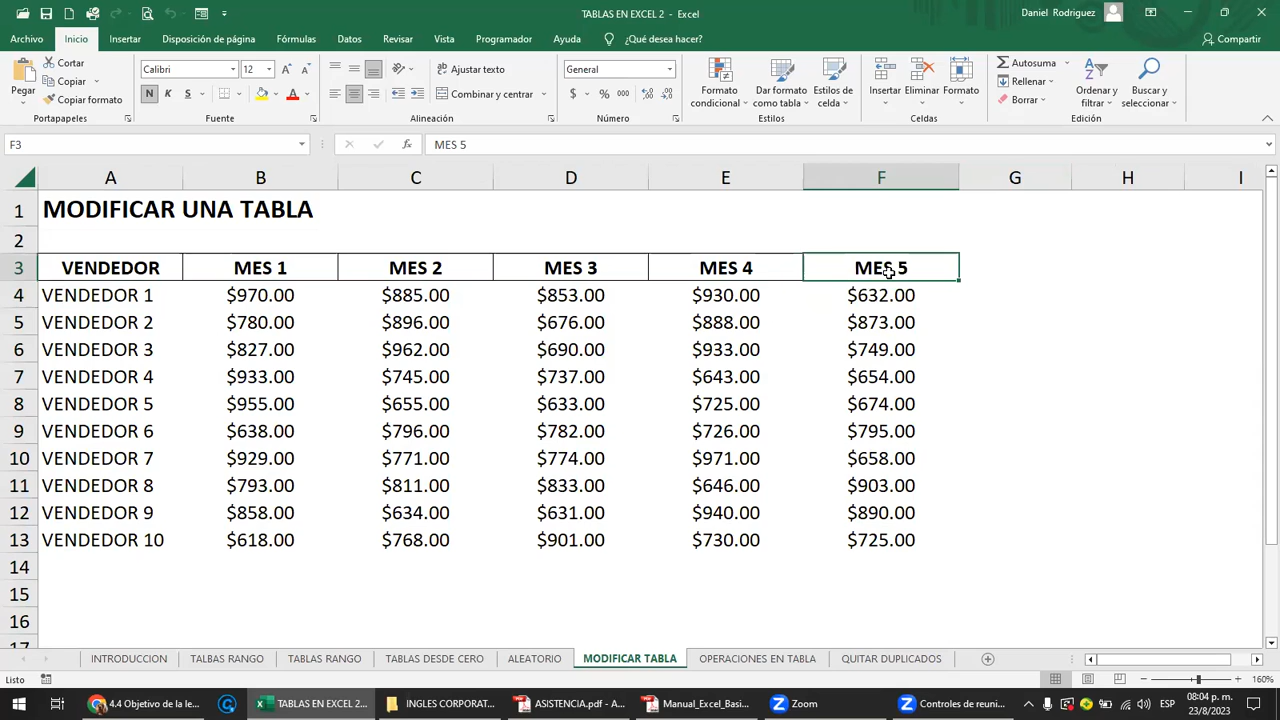 TABLAS EN EXCEL 2 - Excel
Daniel Rodriguez
Archivo Inicio Insertar Disposición de página Fórmulas Datos Revisar Vista Programador Ayuda ¿Qué desea hacer? Compartir
Pegar
Cortar
Copiar
Copiar formato
Portapapeles
Calibri 12
N K S
Fuente
Ajustar texto
Combinar y centrar
Alineación
General
$ % 000
Número
Formato condicional
Dar formato como tabla
Estilos de celda
Estilos
Insertar Eliminar Formato
Celdas
Autosuma
Rellenar
Borrar
Ordenar y filtrar
Buscar y seleccionar
Edición
F3 MES 5
A B C D E F G H I
1 MODIFICAR UNA TABLA
2
3 VENDEDOR MES 1 MES 2 MES 3 MES 4 MES 5
4 VENDEDOR 1 $970.00 $885.00 $853.00 $930.00 $632.00
5 VENDEDOR 2 $780.00 $896.00 $676.00 $888.00 $873.00
6 VENDEDOR 3 $827.00 $962.00 $690.00 $933.00 $749.00
7 VENDEDOR 4 $933.00 $745.00 $737.00 $643.00 $654.00
8 VENDEDOR 5 $955.00 $655.00 $633.00 $725.00 $674.00
9 VENDEDOR 6 $638.00 $796.00 $782.00 $726.00 $795.00
10 VENDEDOR 7 $929.00 $771.00 $774.00 $971.00 $658.00
11 VENDEDOR 8 $793.00 $811.00 $833.00 $646.00 $903.00
12 VENDEDOR 9 $858.00 $634.00 $631.00 $940.00 $890.00
13 VENDEDOR 10 $618.00 $768.00 $901.00 $730.00 $725.00
14
15
16
17
INTRODUCCION TALBAS RANGO TABLAS RANGO TABLAS DESDE CERO ALEATORIO MODIFICAR TABLA OPERACIONES EN TABLA QUITAR DUPLICADOS
Listo 160%
4.4 Objetivo de la le... TABLAS EN EXCEL 2... INGLES CORPORAT... ASISTENCIA.pdf - A... Manual_Excel_Basi... Zoom Controles de reuni... ESP 08:04 p. m.
23/8/2023